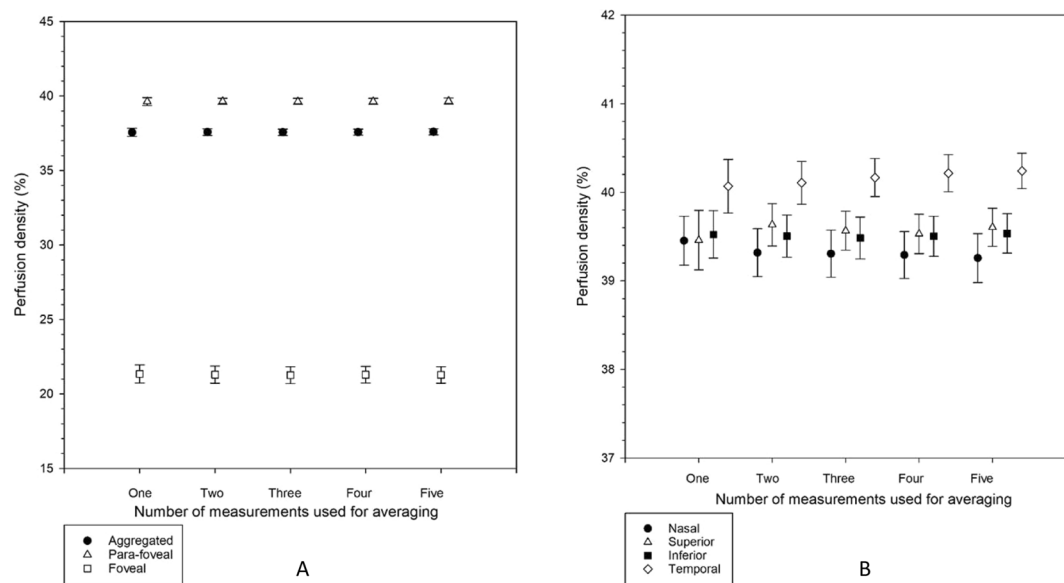 45
40
35
30
25
20
15
Perfusion density (%)
One Two Three Four Five
Number of measurements used for averaging
Aggregated
Para-foveal
Foveal
A
42
41
40
39
38
37
Perfusion density (%)
One Two Three Four Five
Number of measurements used for averaging
Nasal
Superior
Inferior
Temporal
B